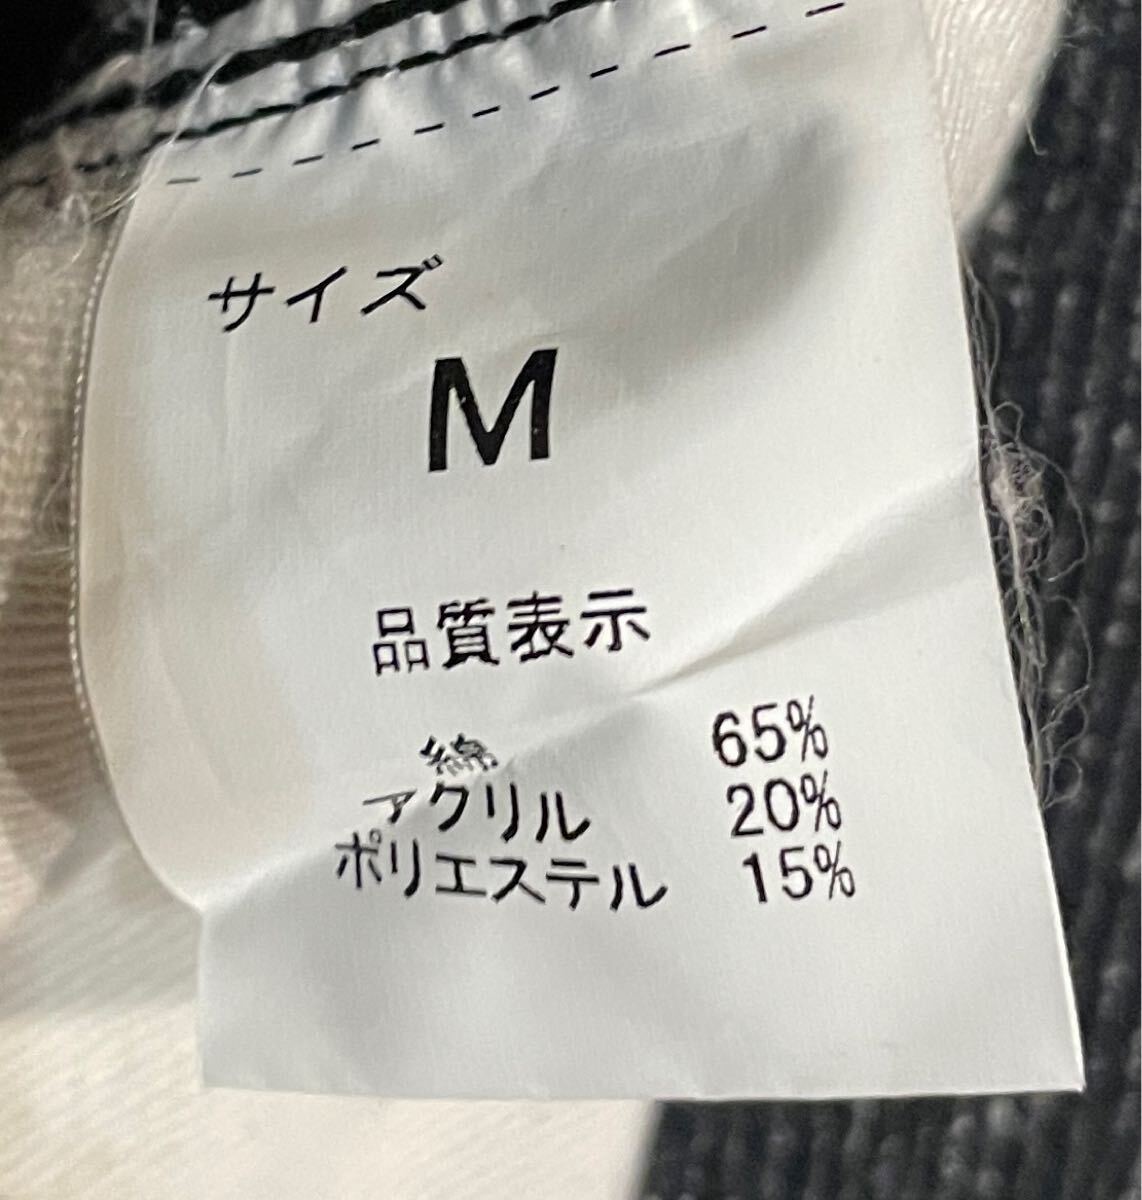 サイズ
M
品質表示
綿 65%
アクリル 20%
ポリエステル 15%